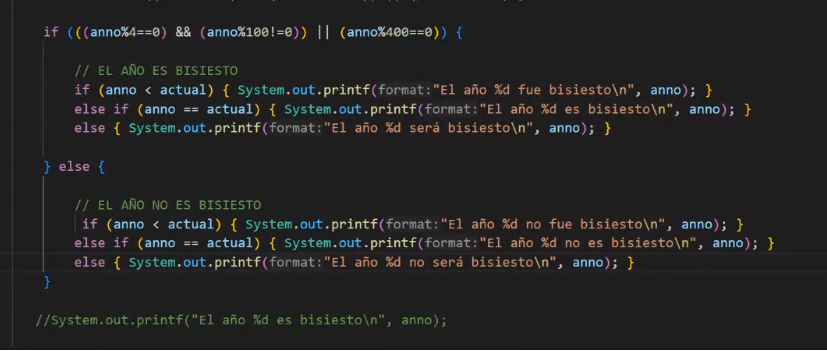 if (((anno%4==0) && (anno%100!=0)) || (anno%400==0)) {
// EL AÑO ES BISIESTO
if (anno < actual) { System.out.printf(format:"El año %d fue bisiesto\n", anno); }
else if (anno == actual) { System.out.printf(format:"El año %d es bisiesto\n", anno); }
else { System.out.printf(format:"El año %d será bisiesto\n", anno); }
} else {
// EL AÑO NO ES BISIESTO
if (anno < actual) { System.out.printf(format:"El año %d no fue bisiesto\n", anno); }
else if (anno == actual) { System.out.printf(format:"El año %d no es bisiesto\n", anno); }
else { System.out.printf(format:"El año %d no será bisiesto\n", anno); }
}
//System.out.printf("El año %d es bisiesto\n", anno);